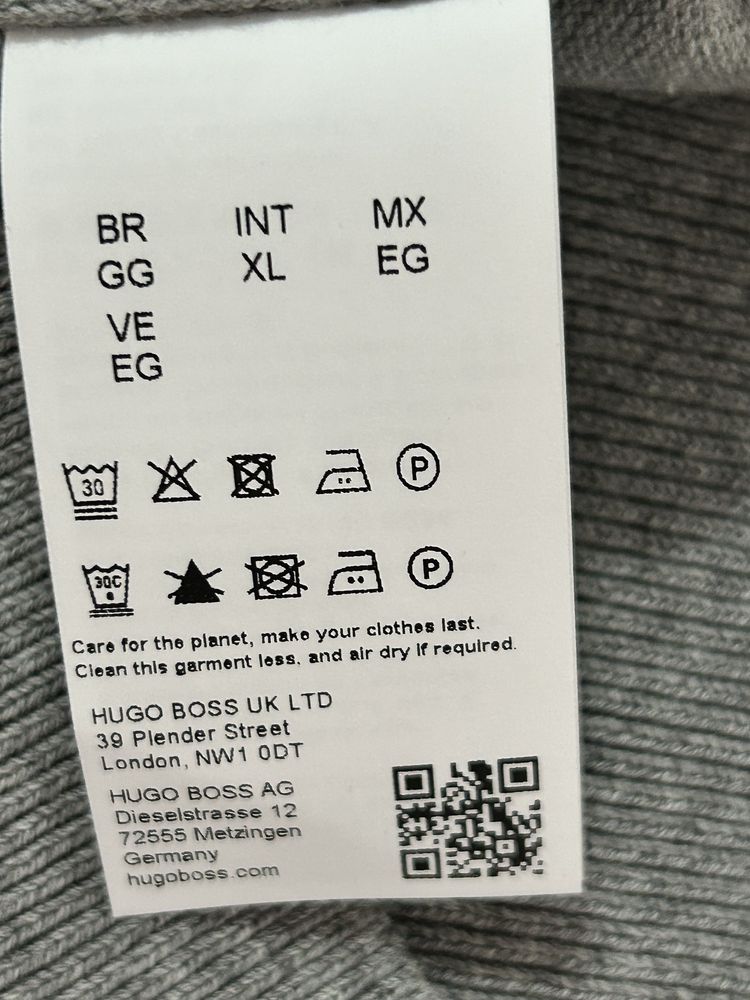 BR INT MX
GG XL EG
VE
EG
30 P
30C P
Care for the planet, make your clothes last.
Clean this garment less, and air dry if required.
HUGO BOSS UK LTD
39 Plender Street
London, NW1 0DT
HUGO BOSS AG
Dieselstrasse 12
72555 Metzingen
Germany
hugoboss.com